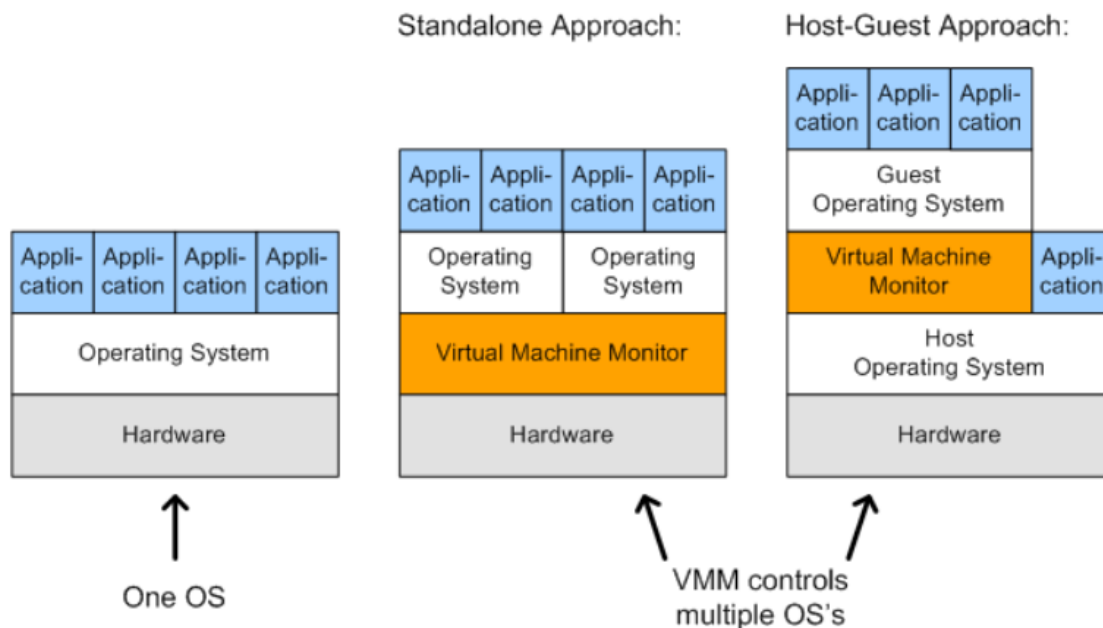 Standalone Approach:
Host-Guest Approach:
Appli-
cation
Appli-
cation
Appli-
cation
Appli-
cation
Operating System
Hardware
One OS
Appli-
cation
Appli-
cation
Appli-
cation
Appli-
cation
Operating
System
Operating
System
Virtual Machine Monitor
Hardware
Appli-
cation
Appli-
cation
Appli-
cation
Guest
Operating System
Virtual Machine
Monitor
Appli-
cation
Host
Operating System
Hardware
VMM controls
multiple OS's